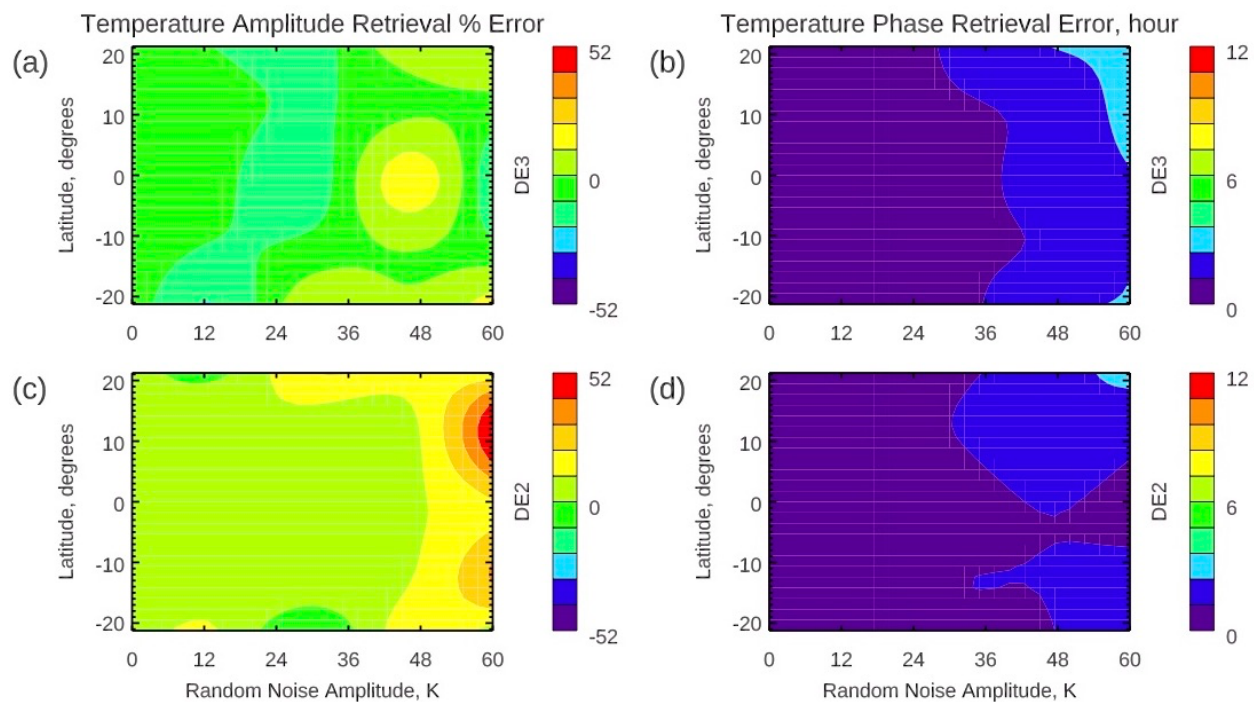 Temperature Amplitude Retrieval % Error
Temperature Phase Retrieval Error, hour
(a)
20
10
0
-10
-20
Latitude, degrees
0 12 24 36 48 60
DE3
52
0
-52
(b)
20
10
0
-10
-20
Latitude, degrees
0 12 24 36 48 60
DE3
12
6
0
(c)
20
10
0
-10
-20
Latitude, degrees
0 12 24 36 48 60
Random Noise Amplitude, K
DE2
52
0
-52
(d)
20
10
0
-10
-20
Latitude, degrees
0 12 24 36 48 60
Random Noise Amplitude, K
DE2
12
6
0